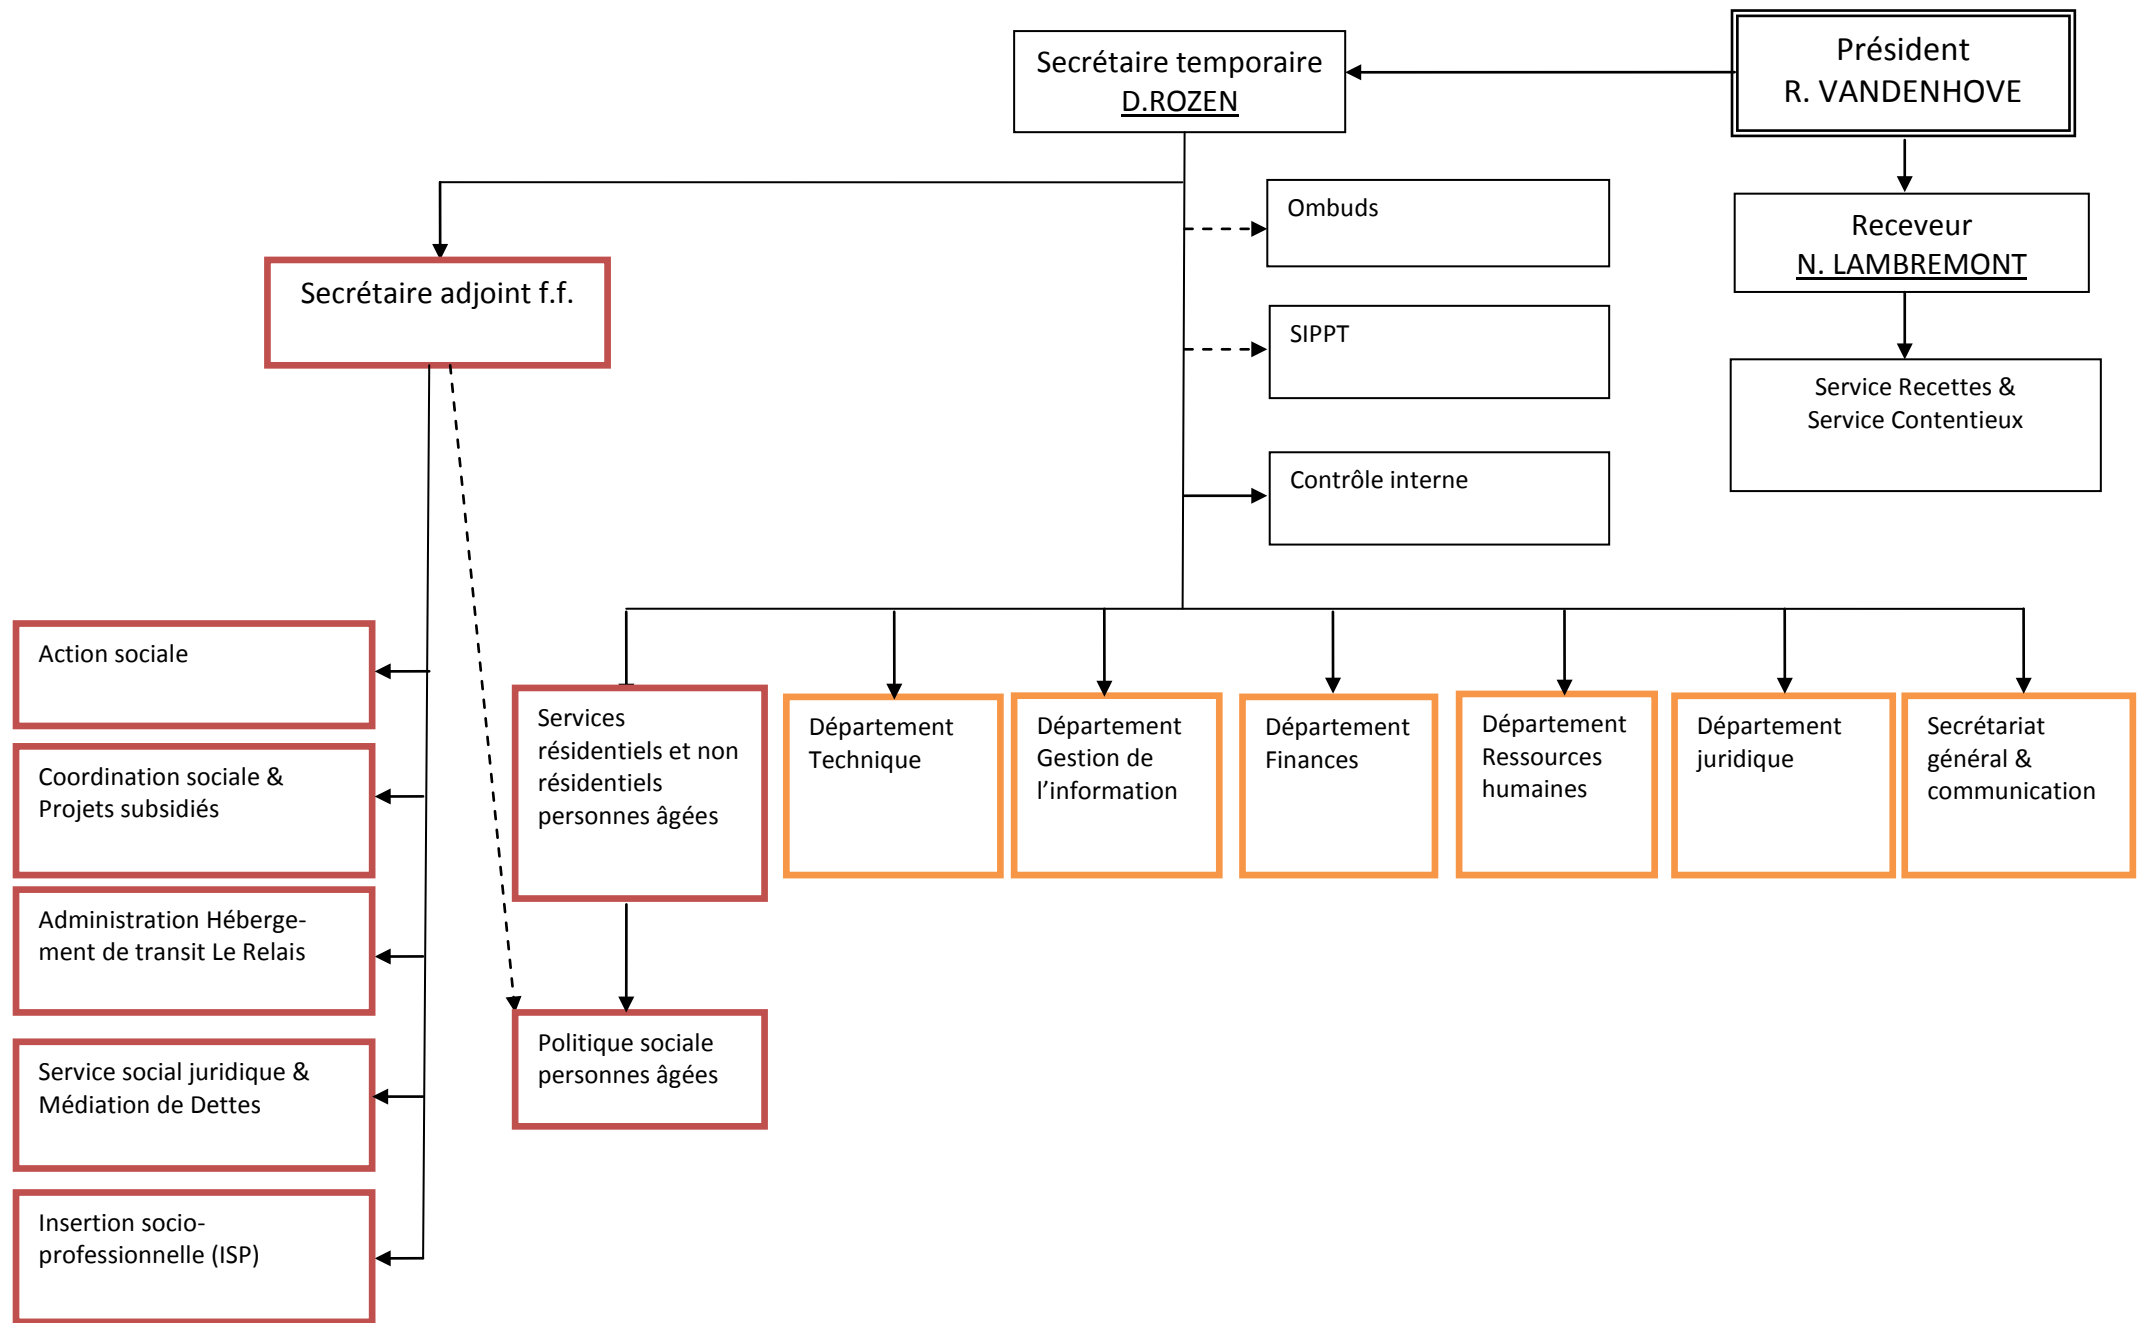 Président
R. VANDENHOVE
Secrétaire temporaire
D.ROZEN
Ombuds
Receveur
N. LAMBREMONT
Secrétaire adjoint f.f.
SIPPT
Service Recettes &
Service Contentieux
Contrôle interne
Action sociale
Coordination sociale &
Projets subsidiés
Administration Héberge-
ment de transit Le Relais
Service social juridique &
Médiation de Dettes
Insertion socio-
professionnelle (ISP)
Services
résidentiels et non
résidentiels
personnes âgées
Politique sociale
personnes âgées
Département
Technique
Département
Gestion de
l’information
Département
Finances
Département
Ressources
humaines
Département
juridique
Secrétariat
général &
communication